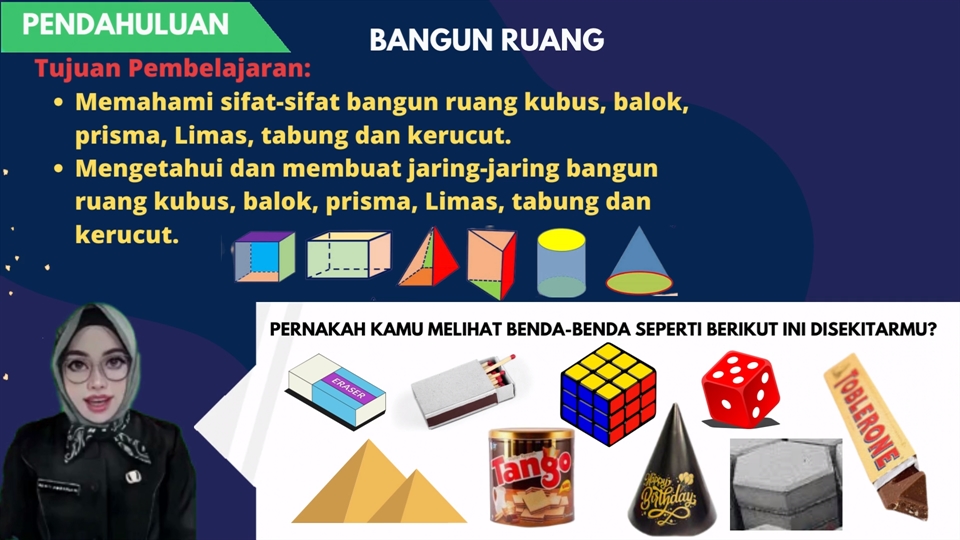 PENDAHULUAN
BANGUN RUANG
Tujuan Pembelajaran:
• Memahami sifat-sifat bangun ruang kubus, balok,
prisma, Limas, tabung dan kerucut.
• Mengetahui dan membuat jaring-jaring bangun
ruang kubus, balok, prisma, Limas, tabung dan
kerucut.
PERNAKAH KAMU MELIHAT BENDA-BENDA SEPERTI BERIKUT INI DISEKITARMU?
ERASER
TOBLERONE
Tango
Happy
Birthday